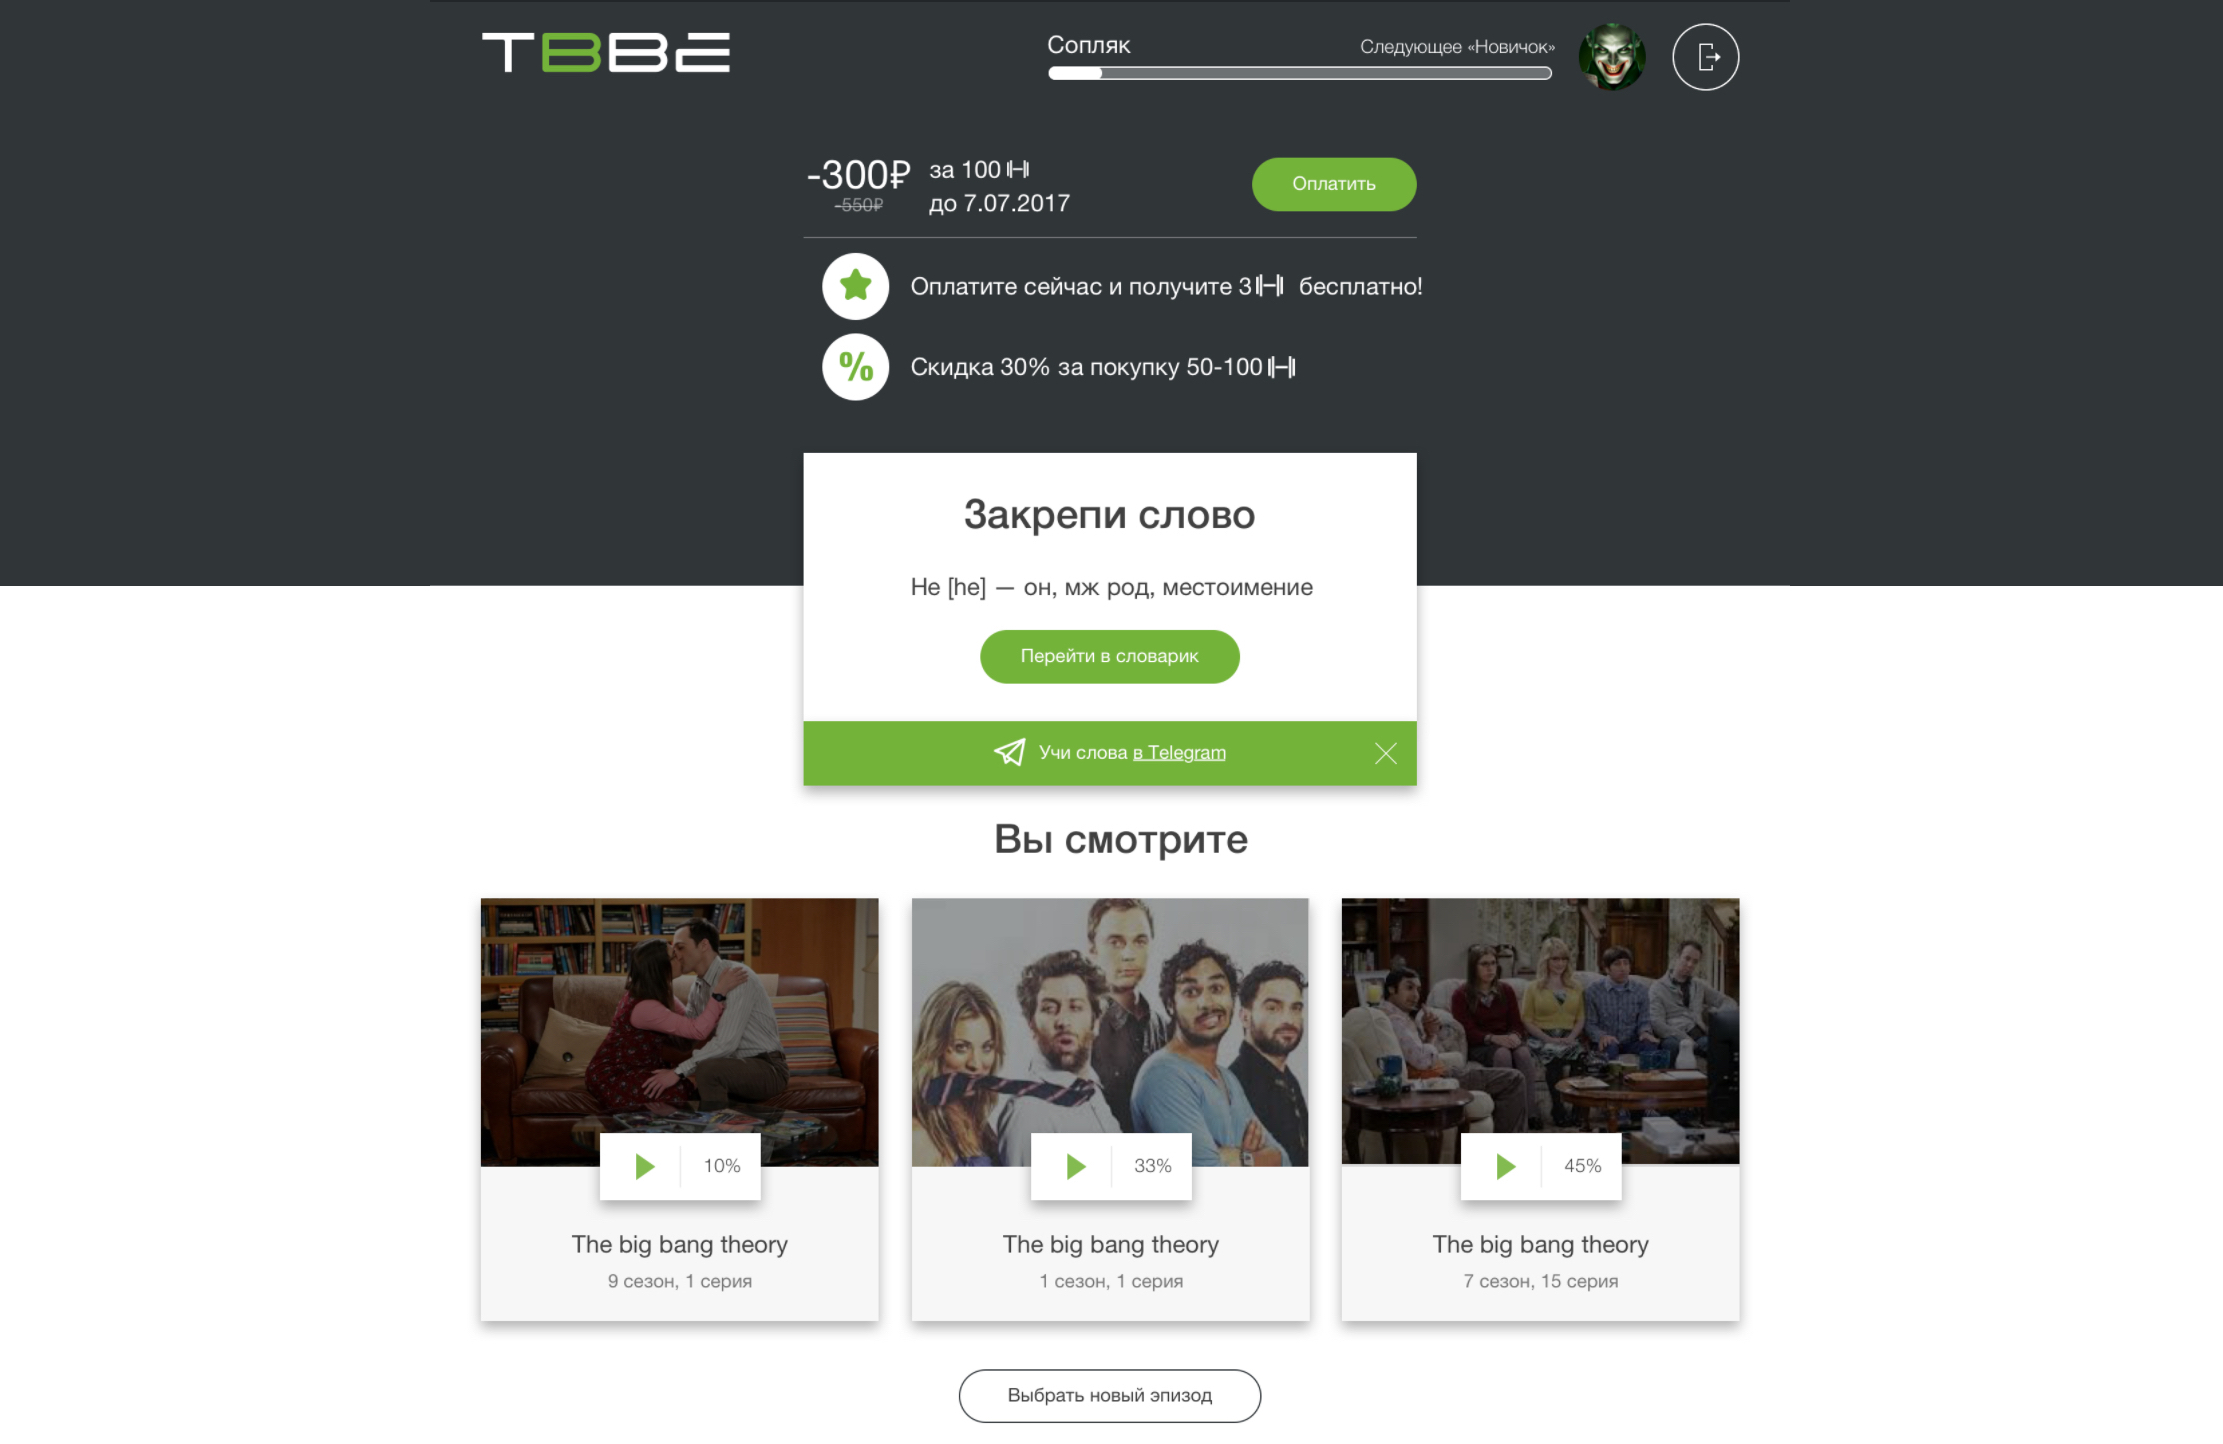 TBBE
Сопляк
Следующее «Новичок»
-300₽
-550₽
за 100
до 7.07.2017
Оплатить
Оплатите сейчас и получите 3 бесплатно!
% Скидка 30% за покупку 50-100
Закрепи слово
He [he] — он, мж род, местоимение
Перейти в словарик
Учи слова в Telegram
Вы смотрите
10%
The big bang theory
9 сезон, 1 серия
33%
The big bang theory
1 сезон, 1 серия
45%
The big bang theory
7 сезон, 15 серия
Выбрать новый эпизод